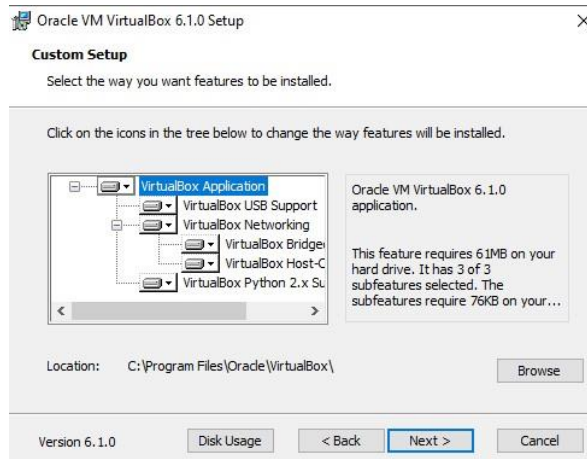 Oracle VM VirtualBox 6.1.0 Setup
Custom Setup
Select the way you want features to be installed.
Click on the icons in the tree below to change the way features will be installed.
VirtualBox Application
VirtualBox USB Support
VirtualBox Networking
VirtualBox Bridge
VirtualBox Host-C
VirtualBox Python 2.x Su
Oracle VM VirtualBox 6.1.0
application.
This feature requires 61MB on your
hard drive. It has 3 of 3
subfeatures selected. The
subfeatures require 76KB on your...
Location: C:\Program Files\Oracle\VirtualBox\
Browse
Version 6.1.0
Disk Usage
< Back
Next >
Cancel